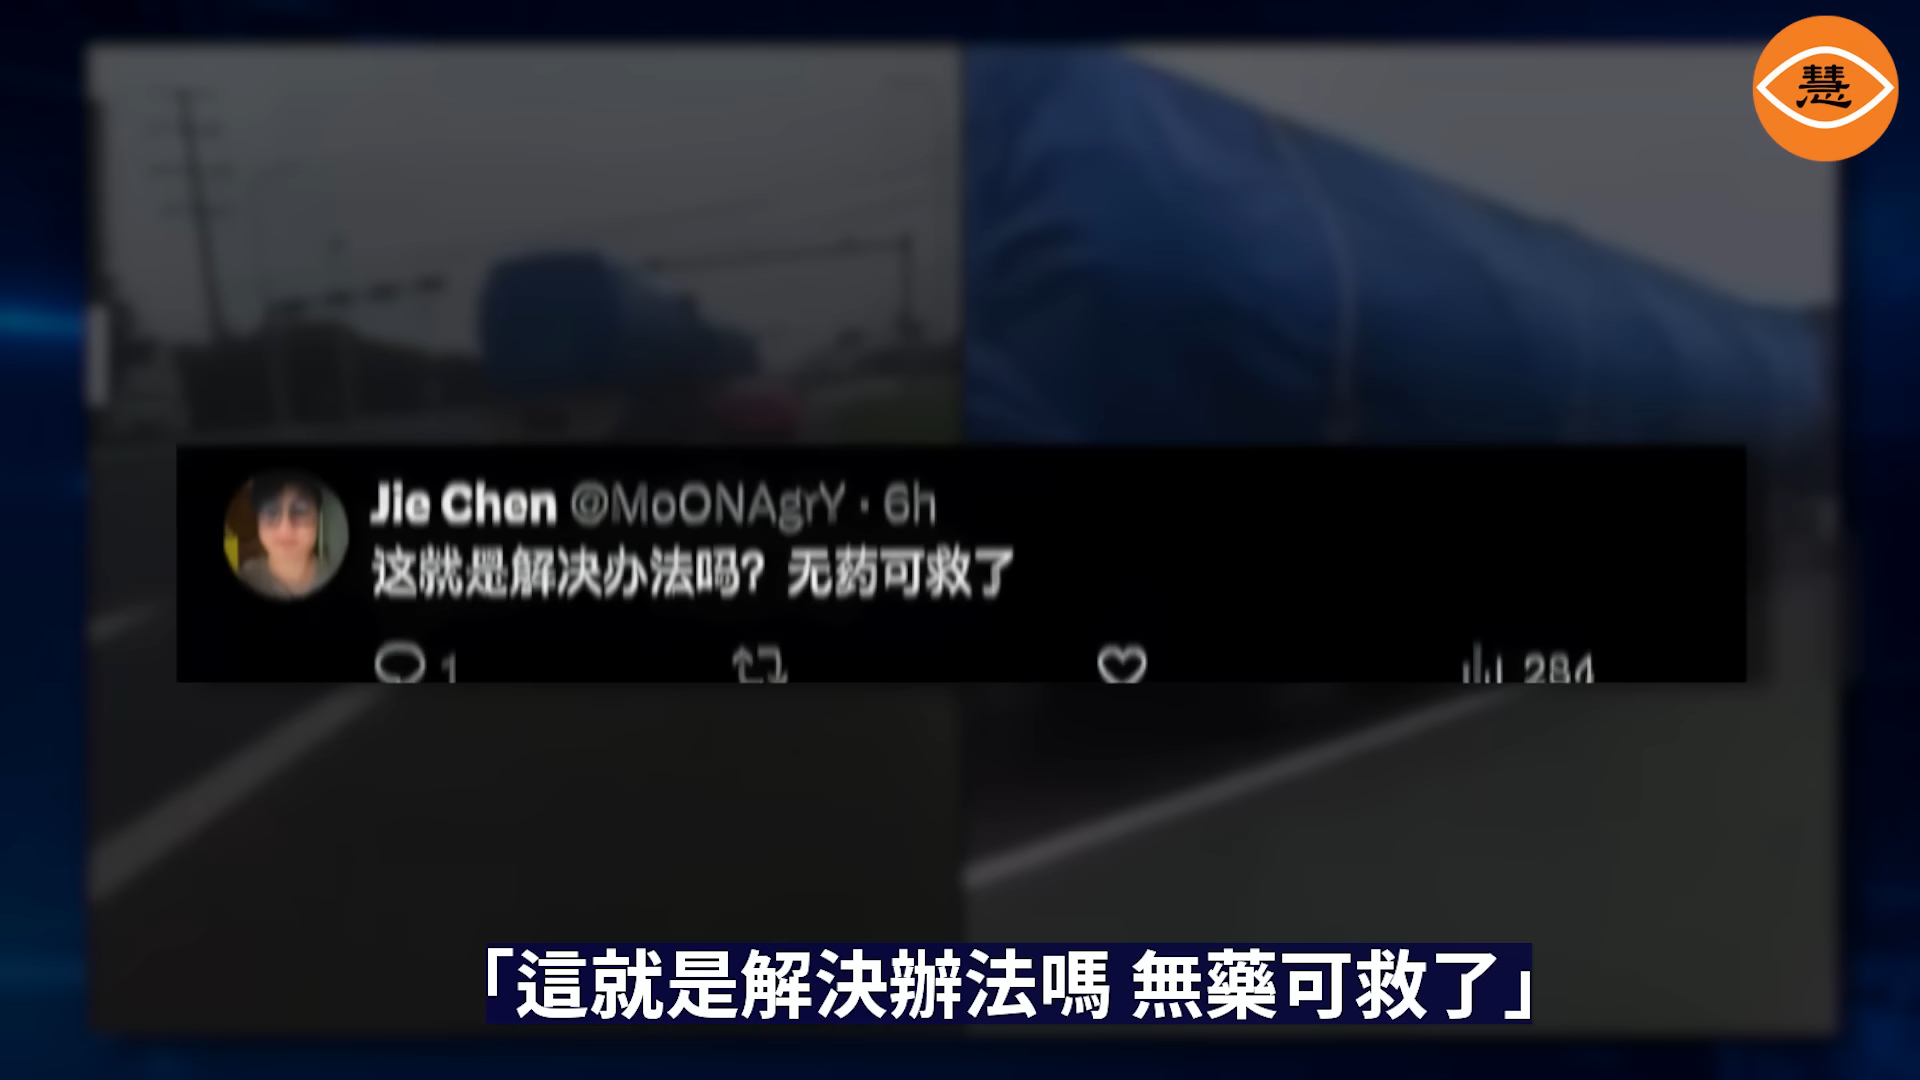 慧
Jie Chen @MoONAgrY · 6h
这就是解决办法吗？无药可救了
1 284
「這就是解決辦法嗎 無藥可救了」